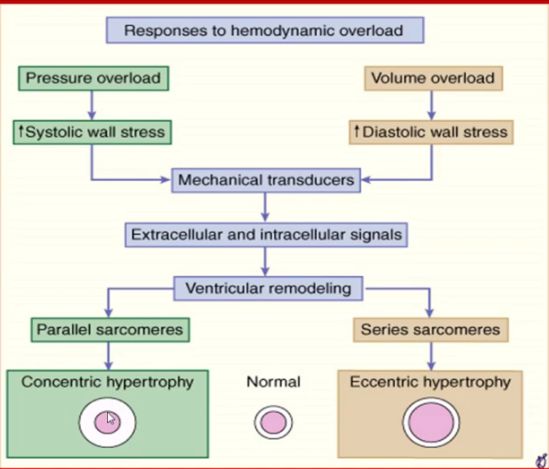 Responses to hemodynamic overload
Pressure overload
Volume overload
↑Systolic wall stress
↑Diastolic wall stress
Mechanical transducers
Extracellular and intracellular signals
Ventricular remodeling
Parallel sarcomeres
Series sarcomeres
Concentric hypertrophy
Normal
Eccentric hypertrophy